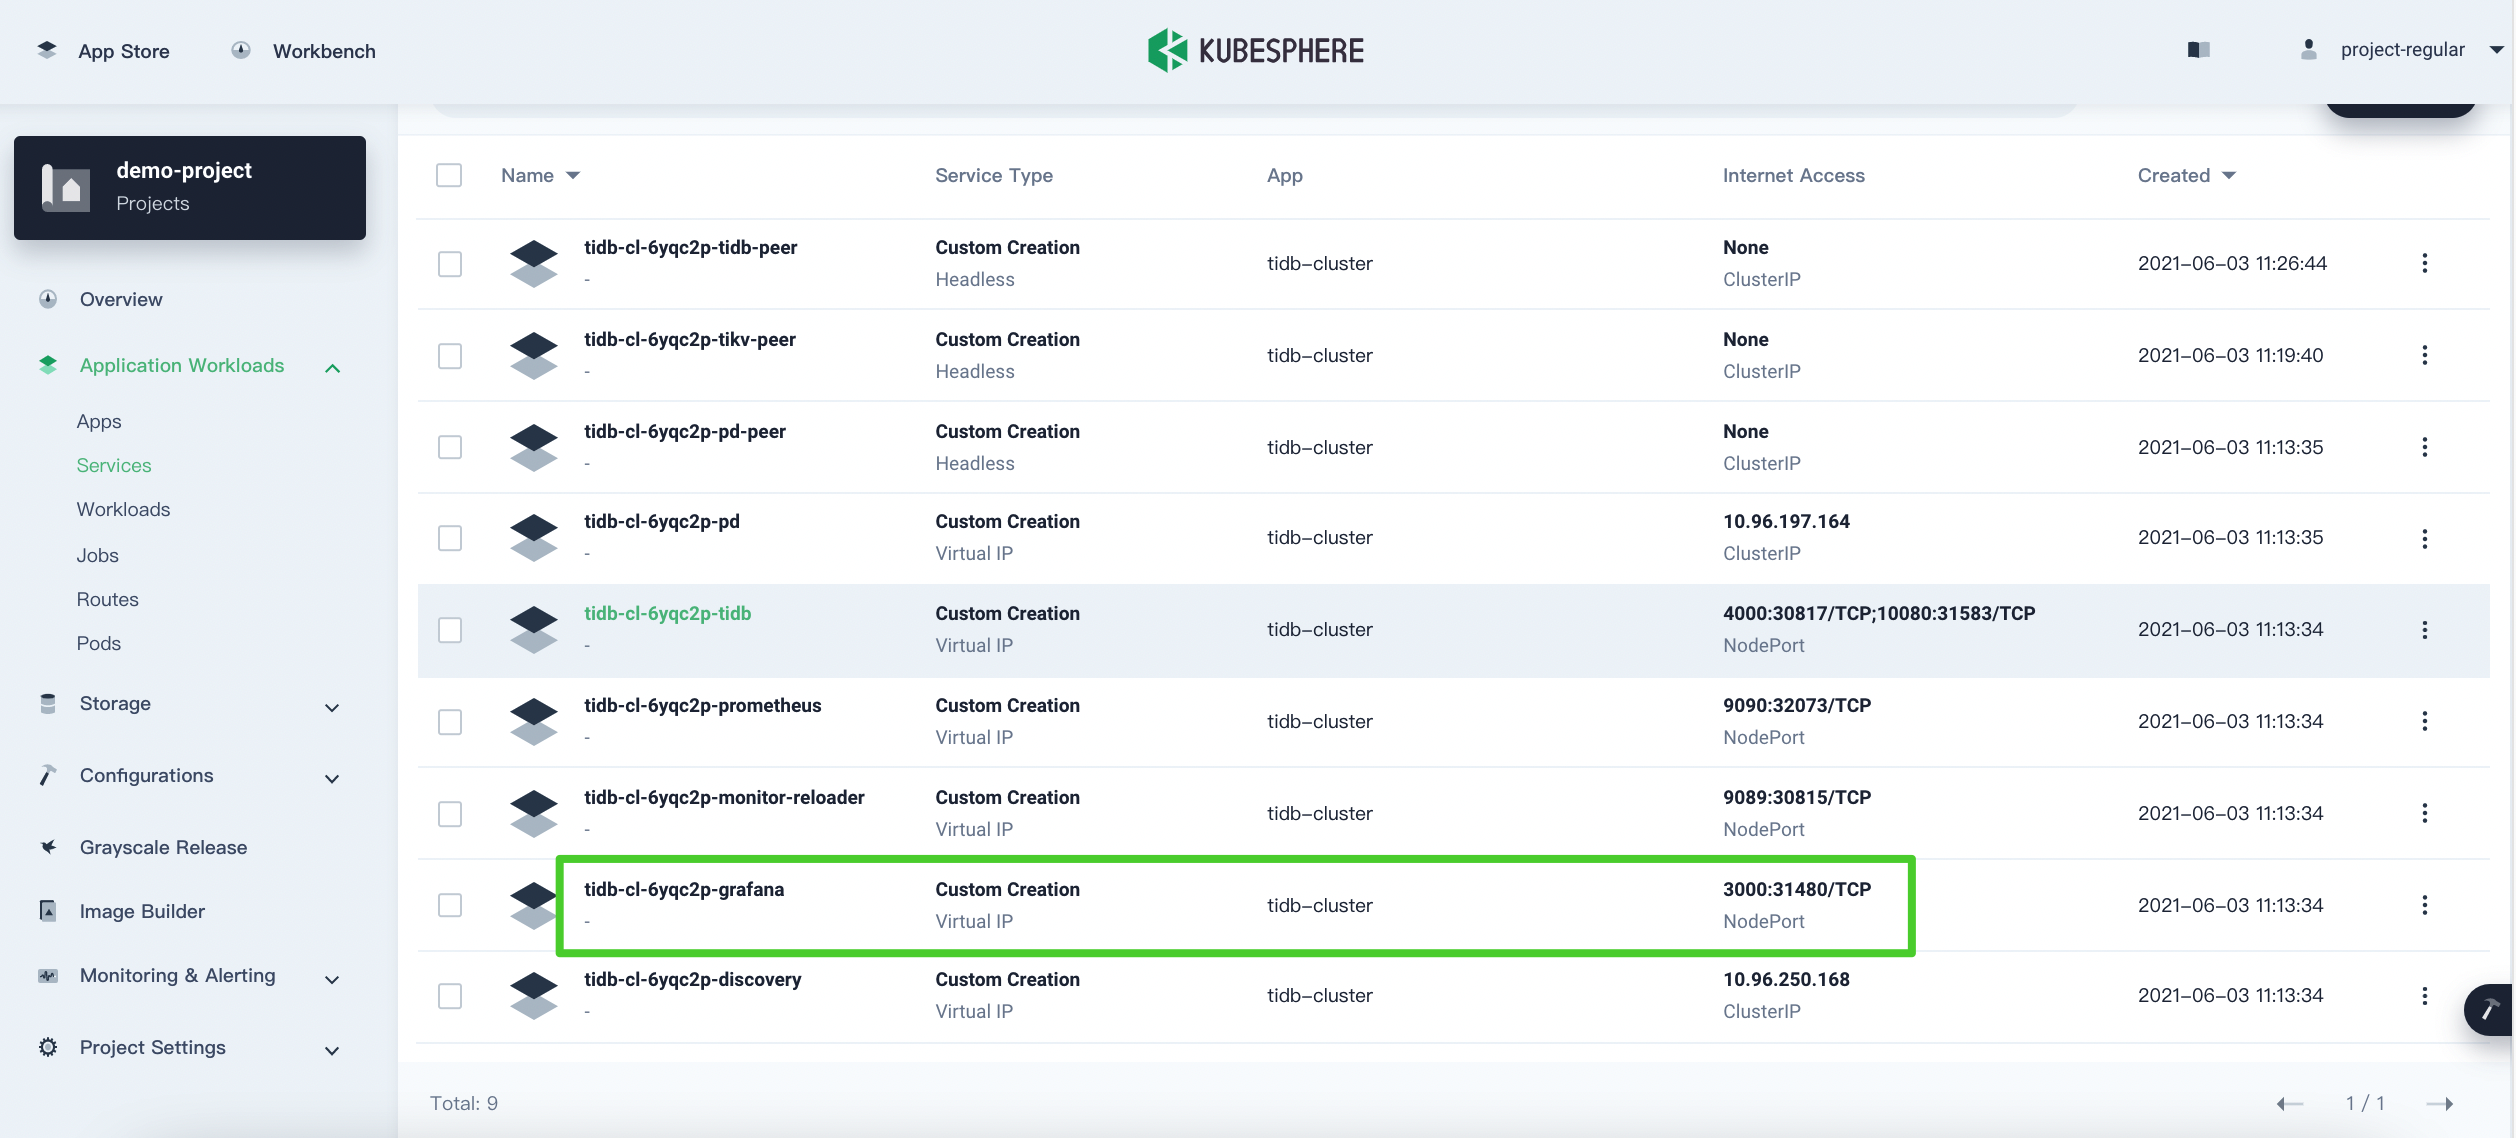 App Store
Workbench
KUBESPHERE
project-regular
demo-project
Projects
Overview
Application Workloads
Apps
Services
Workloads
Jobs
Routes
Pods
Storage
Configurations
Grayscale Release
Image Builder
Monitoring & Alerting
Project Settings
Name Service Type App Internet Access Created
tidb-cl-6yqc2p-tidb-peer Custom Creation None
tidb-cluster 2021-06-03 11:26:44
- Headless ClusterIP
tidb-cl-6yqc2p-tikv-peer Custom Creation None
tidb-cluster 2021-06-03 11:19:40
- Headless ClusterIP
tidb-cl-6yqc2p-pd-peer Custom Creation None
tidb-cluster 2021-06-03 11:13:35
- Headless ClusterIP
tidb-cl-6yqc2p-pd Custom Creation 10.96.197.164
tidb-cluster 2021-06-03 11:13:35
- Virtual IP ClusterIP
tidb-cl-6yqc2p-tidb Custom Creation 4000:30817/TCP;10080:31583/TCP
tidb-cluster 2021-06-03 11:13:34
- Virtual IP NodePort
tidb-cl-6yqc2p-prometheus Custom Creation 9090:32073/TCP
tidb-cluster 2021-06-03 11:13:34
- Virtual IP NodePort
tidb-cl-6yqc2p-monitor-reloader Custom Creation 9089:30815/TCP
tidb-cluster 2021-06-03 11:13:34
- Virtual IP NodePort
tidb-cl-6yqc2p-grafana Custom Creation 3000:31480/TCP
tidb-cluster 2021-06-03 11:13:34
- Virtual IP NodePort
tidb-cl-6yqc2p-discovery Custom Creation 10.96.250.168
tidb-cluster 2021-06-03 11:13:34
- Virtual IP ClusterIP
Total: 9
1 / 1